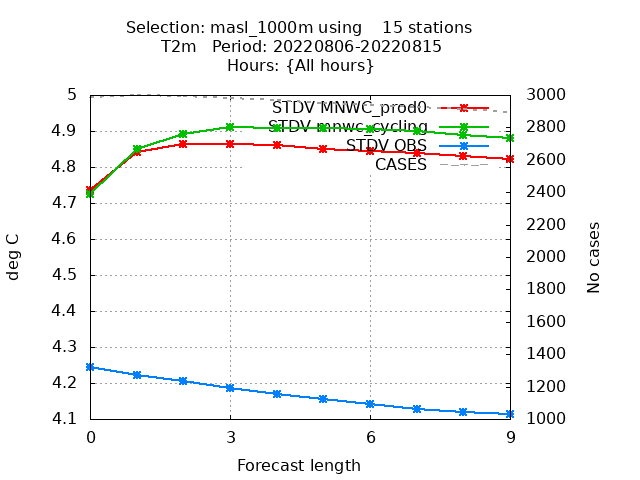 Selection: masl_1000m using    15 stations
T2m   Period: 20220806-20220815
Hours: {All hours}
5
4.9
4.8
4.7
4.6
4.5
4.4
4.3
4.2
4.1
deg C
3000
2800
2600
2400
2200
2000
1800
1600
1400
1200
1000
No cases
STDV MNWC_prod0
STDV mnwc_cycling
STDV OBS
CASES
0
3
6
9
Forecast length